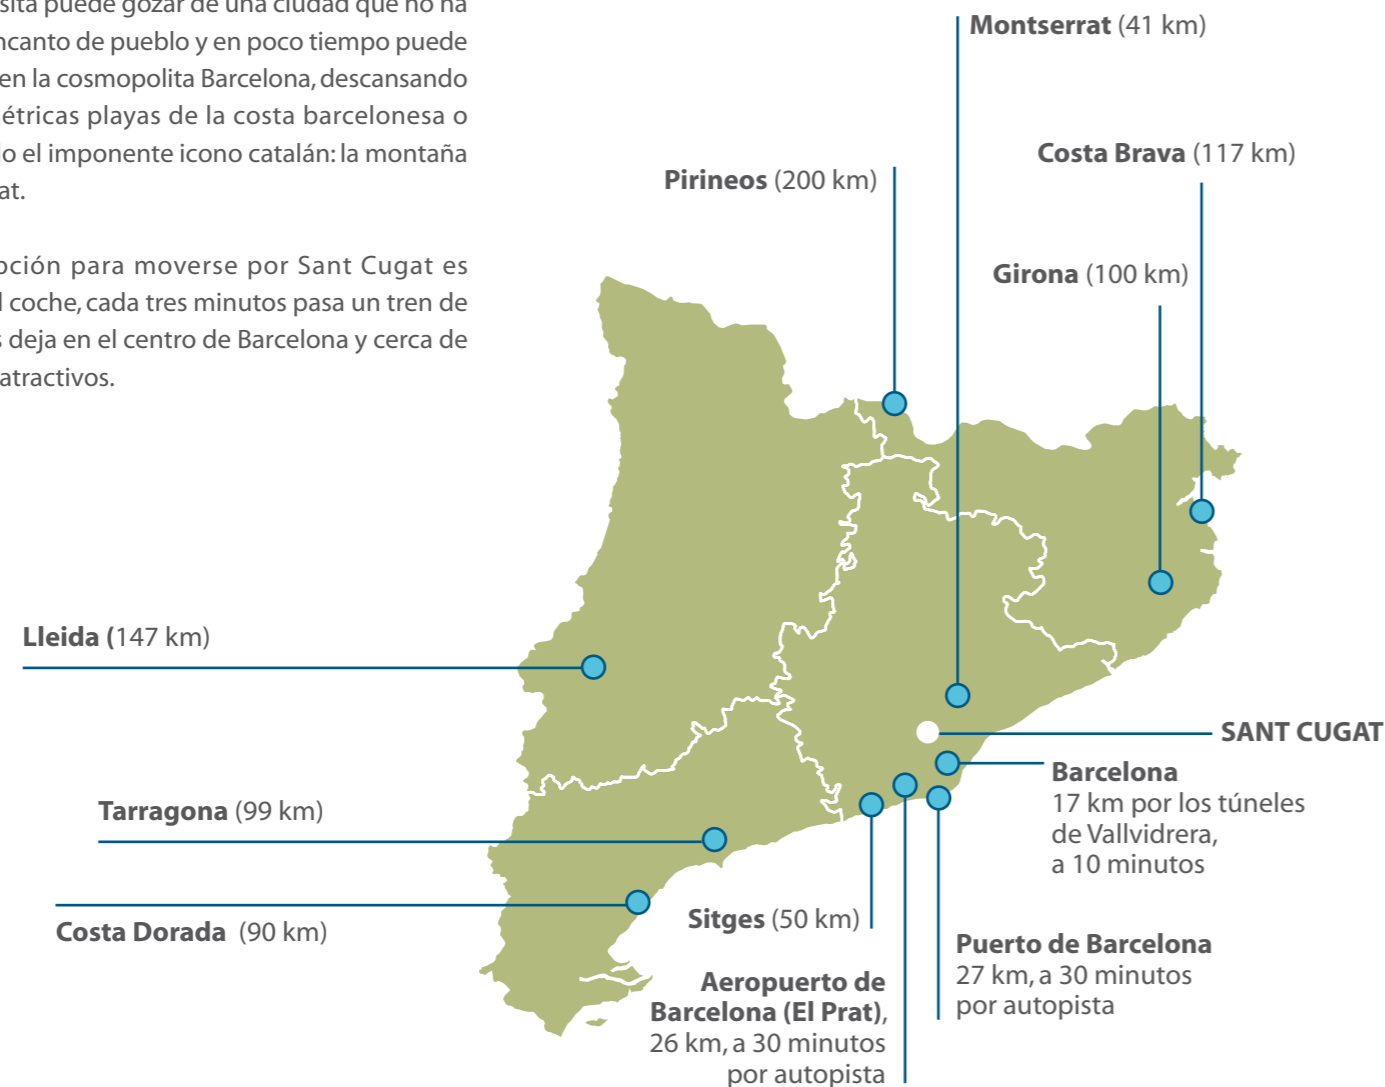 puede gozar de una ciudad que no ha
de pueblo y en poco tiempo puede
en la cosmopolita Barcelona, descansando
playas de la costa barcelonesa o
el imponente icono catalán: la montaña
para moverse por Sant Cugat es
coche, cada tres minutos pasa un tren de
deja en el centro de Barcelona y cerca de
atractivos.
Montserrat (41 km)
Costa Brava (117 km)
Pirineos (200 km)
Girona (100 km)
Lleida (147 km)
SANT CUGAT
Barcelona
17 km por los túneles
de Vallvidrera,
a 10 minutos
Tarragona (99 km)
Costa Dorada (90 km)
Sitges (50 km)
Puerto de Barcelona
27 km, a 30 minutos
por autopista
Aeropuerto de
Barcelona (El Prat),
26 km, a 30 minutos
por autopista